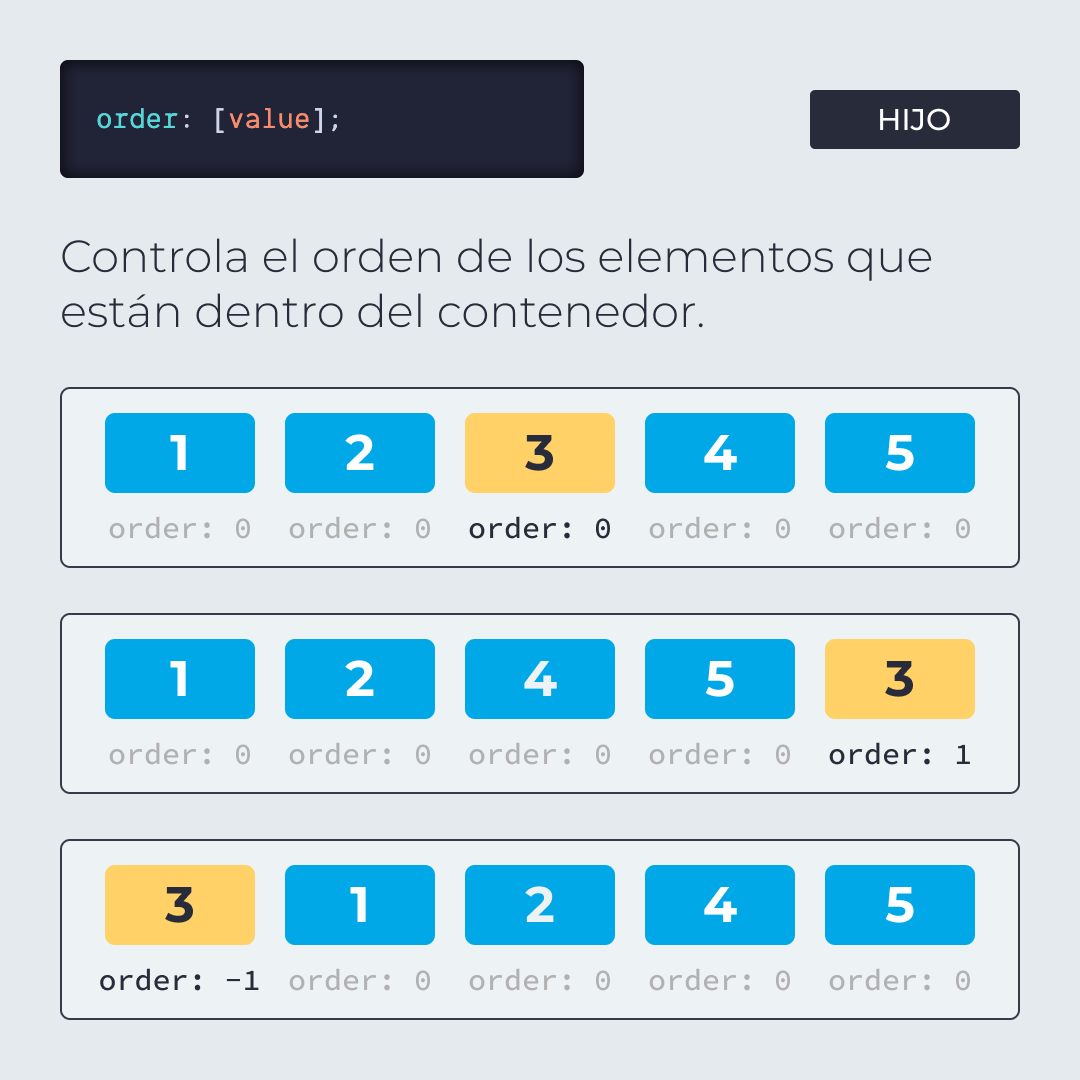 order: [value];
HIJO
Controla el orden de los elementos que
están dentro del contenedor.
1 2 3 4 5
order: 0 order: 0 order: 0 order: 0 order: 0
1 2 4 5 3
order: 0 order: 0 order: 0 order: 0 order: 1
3 1 2 4 5
order: -1 order: 0 order: 0 order: 0 order: 0